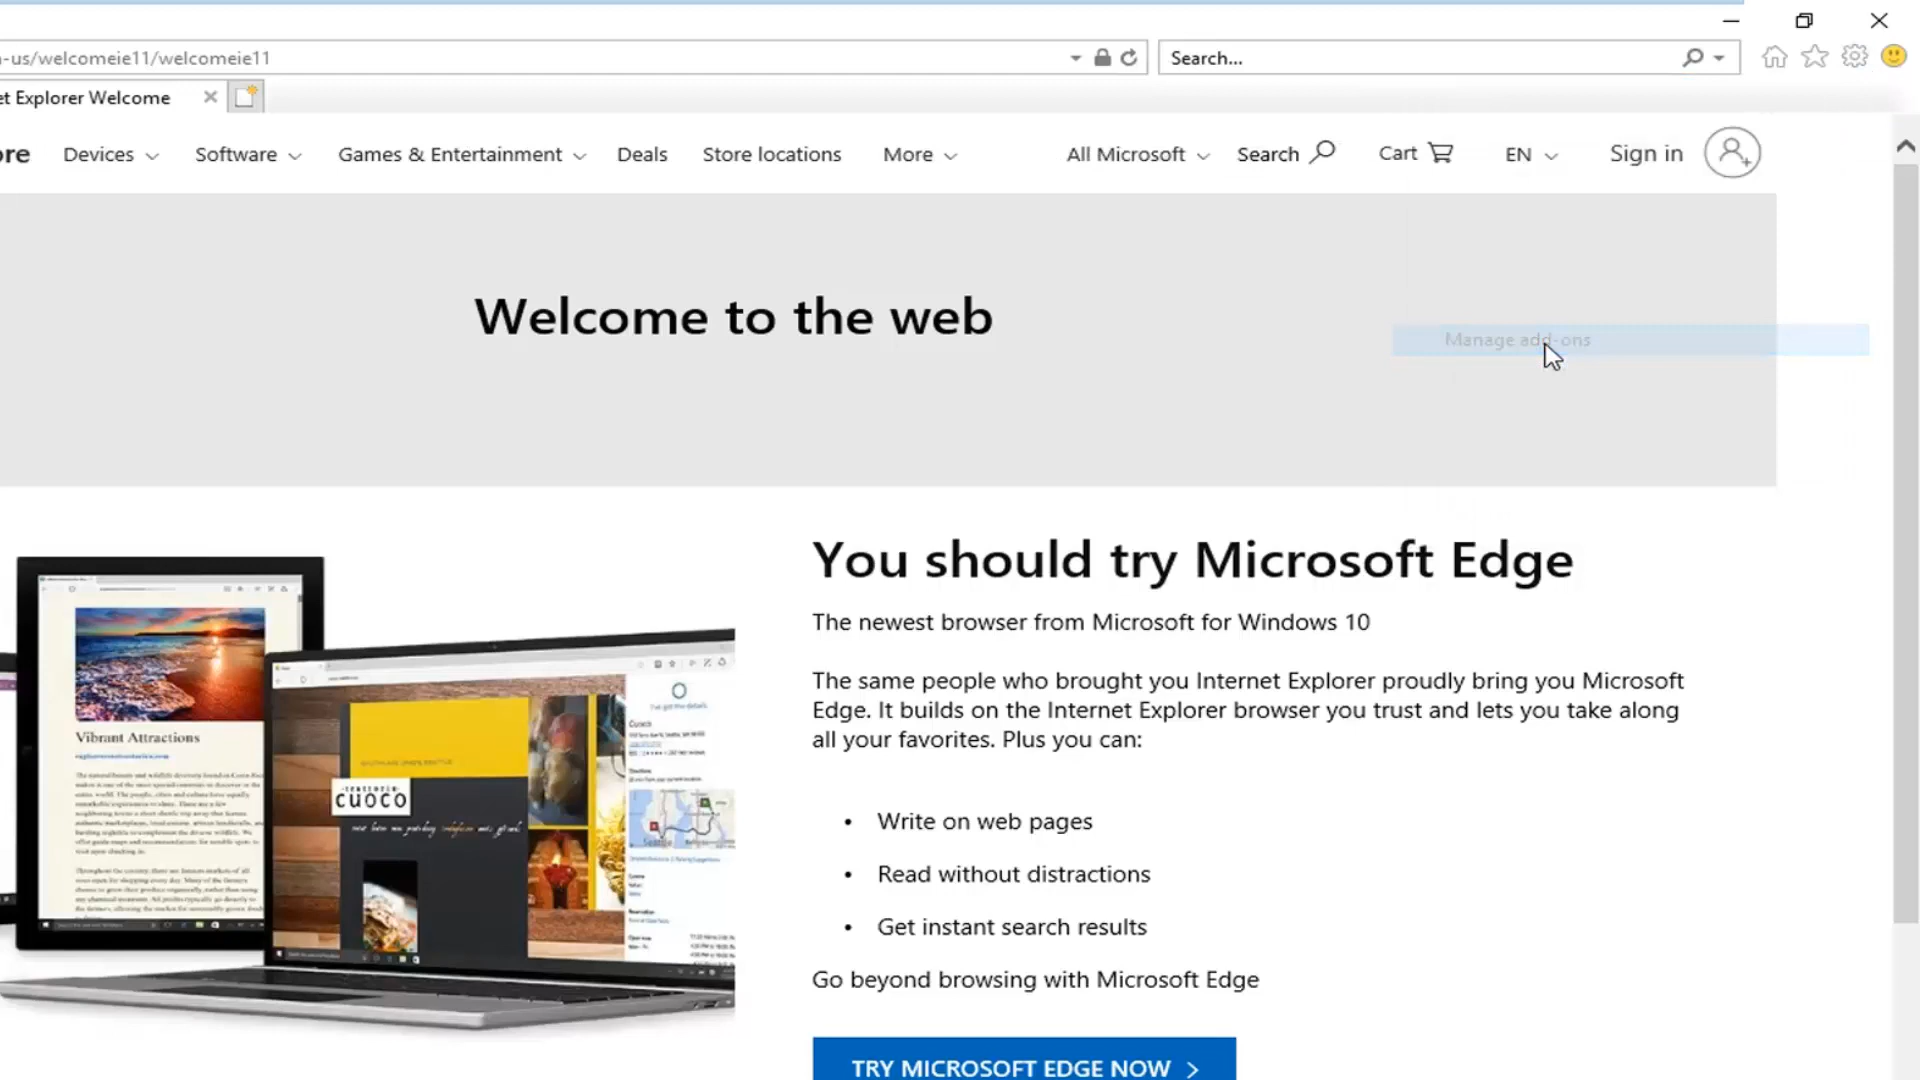 -us/welcomeie11/welcomeie11
Search...
et Explorer Welcome
ore
Devices
Software
Games & Entertainment
Deals
Store locations
More
All Microsoft
Search
Cart
EN
Sign in
Welcome to the web
Manage add-ons
You should try Microsoft Edge
The newest browser from Microsoft for Windows 10
The same people who brought you Internet Explorer proudly bring you Microsoft
Edge. It builds on the Internet Explorer browser you trust and lets you take along
all your favorites. Plus you can:
• Write on web pages
• Read without distractions
• Get instant search results
Go beyond browsing with Microsoft Edge
TRY MICROSOFT EDGE NOW
Vibrant Attractions
CUOCO
Seattle